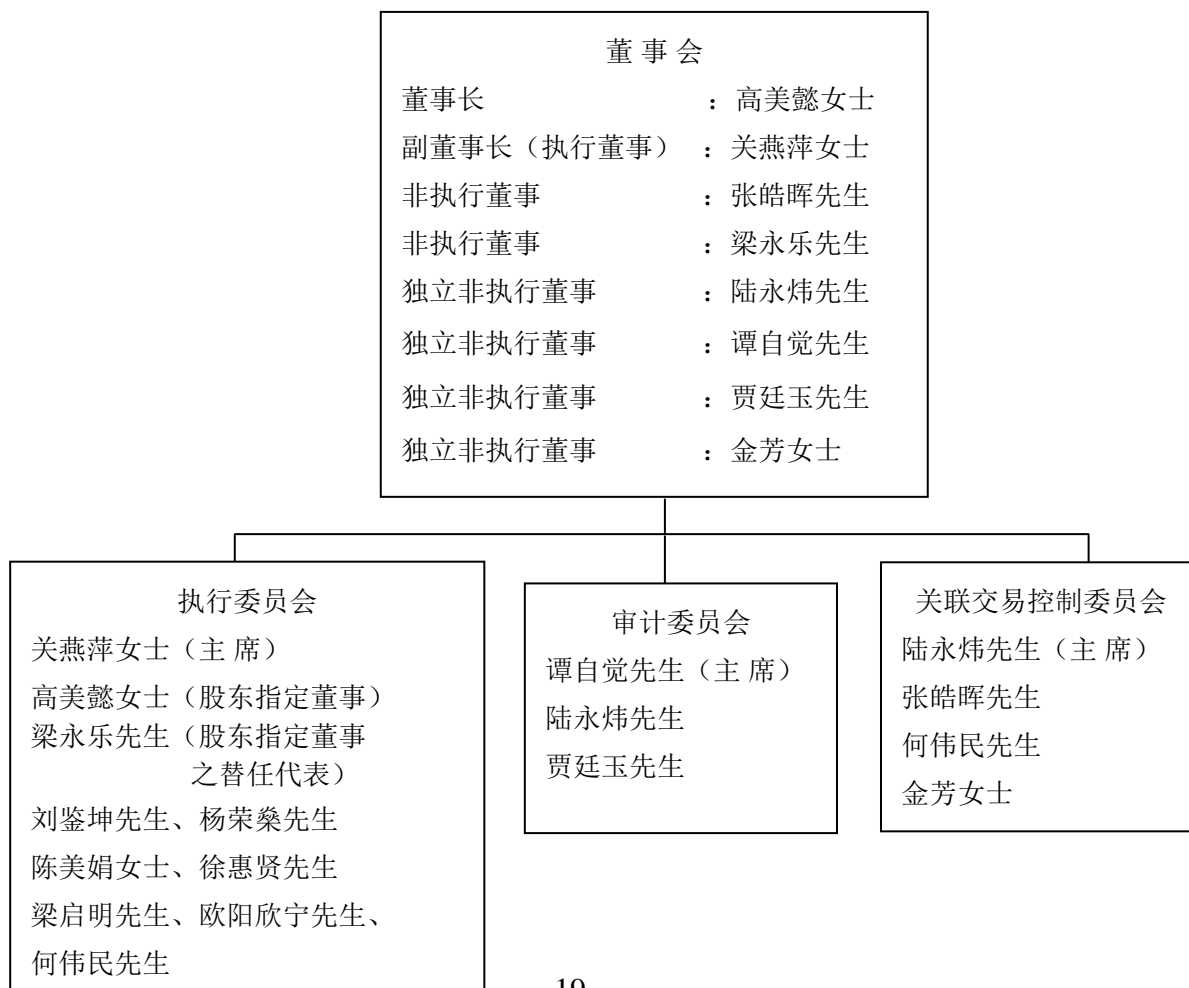 董 事 会
董事长 ：高美懿女士
副董事长（执行董事） ：关燕萍女士
非执行董事 ：张皓晖先生
非执行董事 ：梁永乐先生
独立非执行董事 ：陆永炜先生
独立非执行董事 ：谭自觉先生
独立非执行董事 ：贾廷玉先生
独立非执行董事 ：金芳女士
执行委员会
关燕萍女士（主 席）
高美懿女士（股东指定董事）
梁永乐先生（股东指定董事
之替任代表）
刘鉴坤先生、杨荣燊先生
陈美娟女士、徐惠贤先生
梁启明先生、欧阳欣宁先生、
何伟民先生
审计委员会
谭自觉先生（主 席）
陆永炜先生
贾廷玉先生
关联交易控制委员会
陆永炜先生（主 席）
张皓晖先生
何伟民先生
金芳女士
19